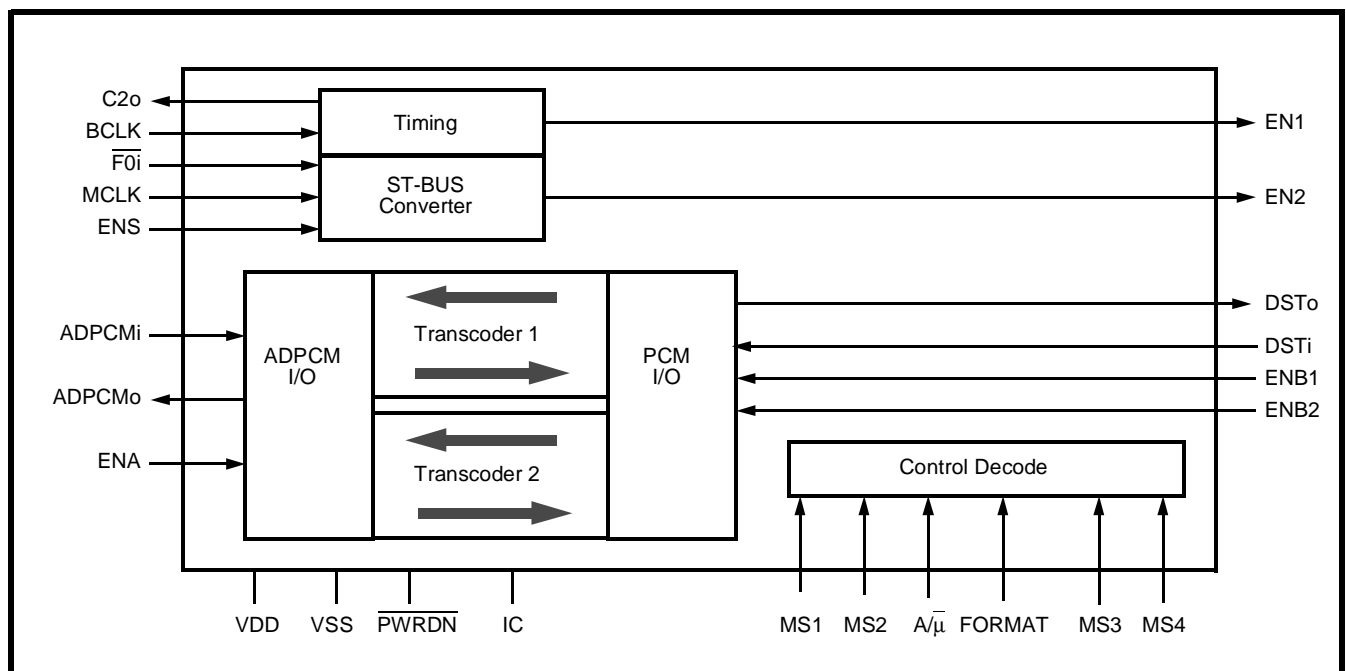 C2o
BCLK
F0i
MCLK
ENS
Timing
ST-BUS
Converter
EN1
EN2
ADPCMi
ADPCMo
ENA
ADPCM
I/O
Transcoder 1
Transcoder 2
PCM
I/O
DSTo
DSTi
ENB1
ENB2
Control Decode
VDD
VSS
PWRDN
IC
MS1
MS2
A/μ̅
FORMAT
MS3
MS4